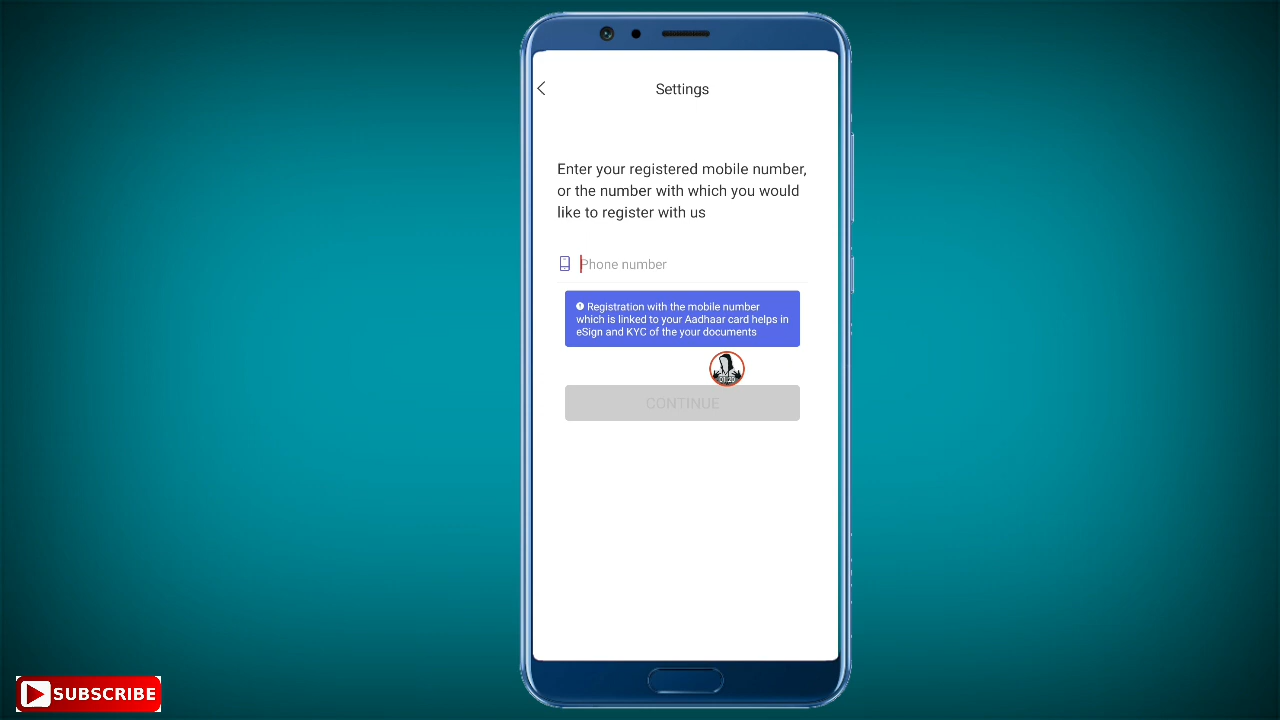 Settings
Enter your registered mobile number,
or the number with which you would
like to register with us
Phone number
Registration with the mobile number
which is linked to your Aadhaar card helps in
eSign and KYC of the your documents
01:20
CONTINUE
SUBSCRIBE